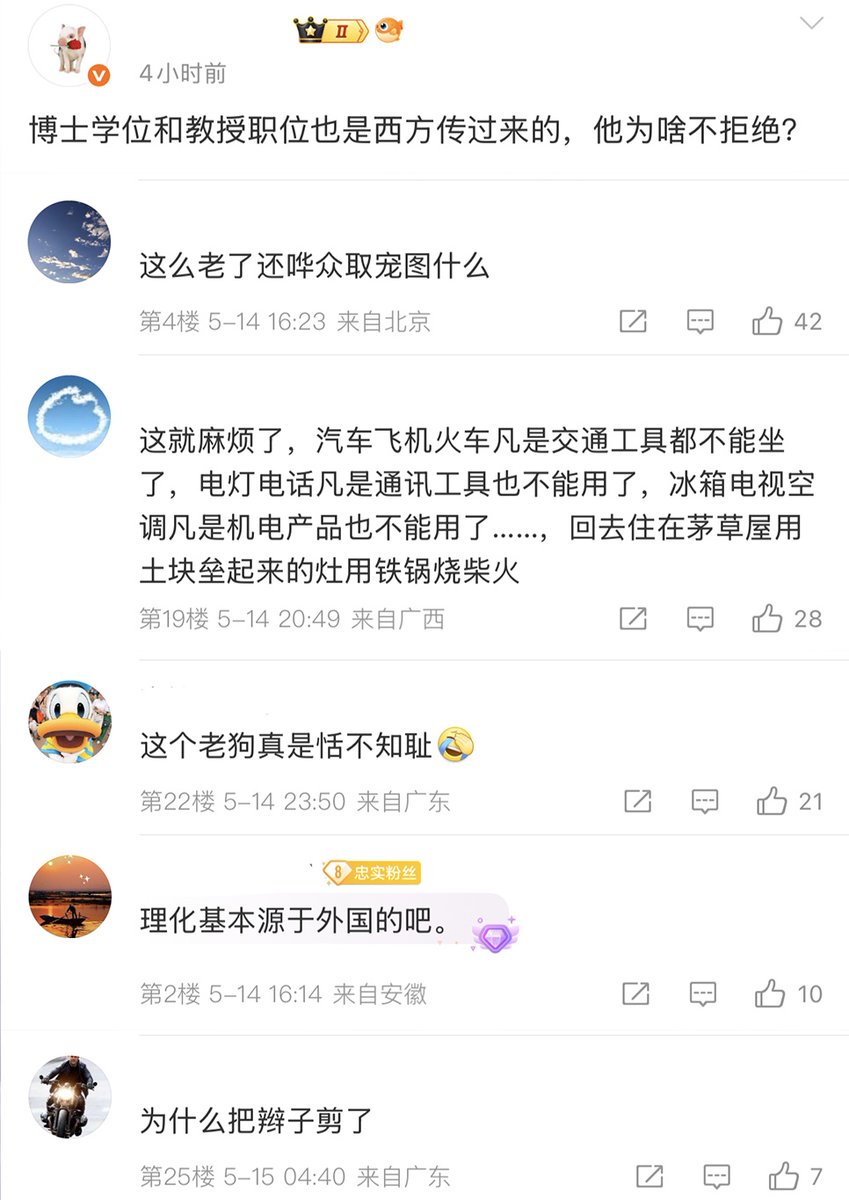 II
4小时前
博士学位和教授职位也是西方传过来的，他为啥不拒绝？
这么老了还哗众取宠图什么
第4楼 5-14 16:23 来自北京
42
这就麻烦了，汽车飞机火车凡是交通工具都不能坐
了，电灯电话凡是通讯工具也不能用了，冰箱电视空
调凡是机电产品也不能用了……，回去住在茅草屋用
土块垒起来的灶用铁锅烧柴火
第19楼 5-14 20:49 来自广西
28
这个老狗真是恬不知耻
第22楼 5-14 23:50 来自广东
21
8 忠实粉丝
理化基本源于外国的吧。
第2楼 5-14 16:14 来自安徽
10
为什么把辫子剪了
第25楼 5-15 04:40 来自广东
7